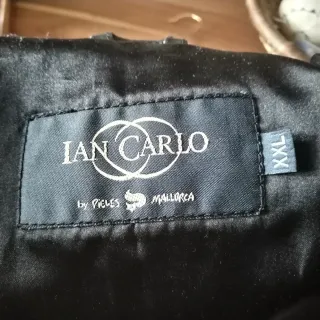 IAN CARLO
by PIELES MALLORCA
XXL